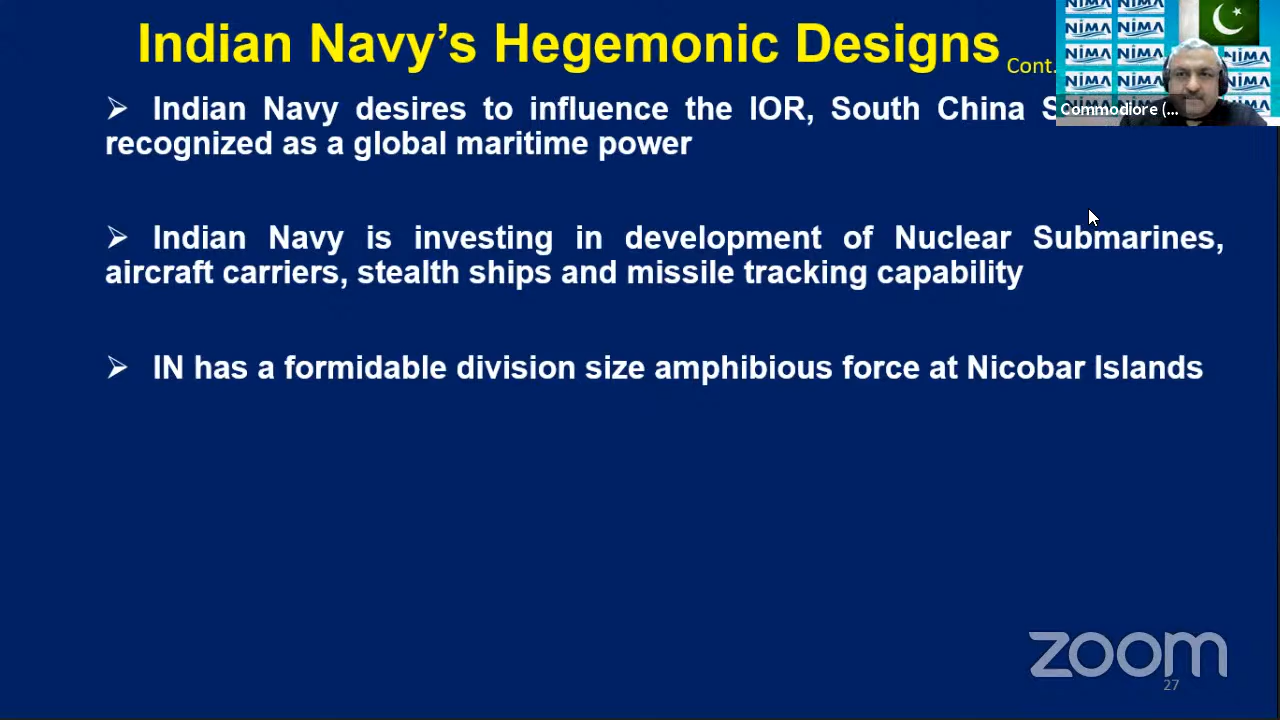 Indian Navy's Hegemonic Designs Cont.
➢ Indian Navy desires to influence the IOR, South China
recognized as a global maritime power
➢ Indian Navy is investing in development of Nuclear Submarines,
aircraft carriers, stealth ships and missile tracking capability
➢ IN has a formidable division size amphibious force at Nicobar Islands
NIMA NIMA
NIMA NIMA
NIMA NIMA NIMA
NIMA NIMA NIMA
Commodiore (...
zoom
27